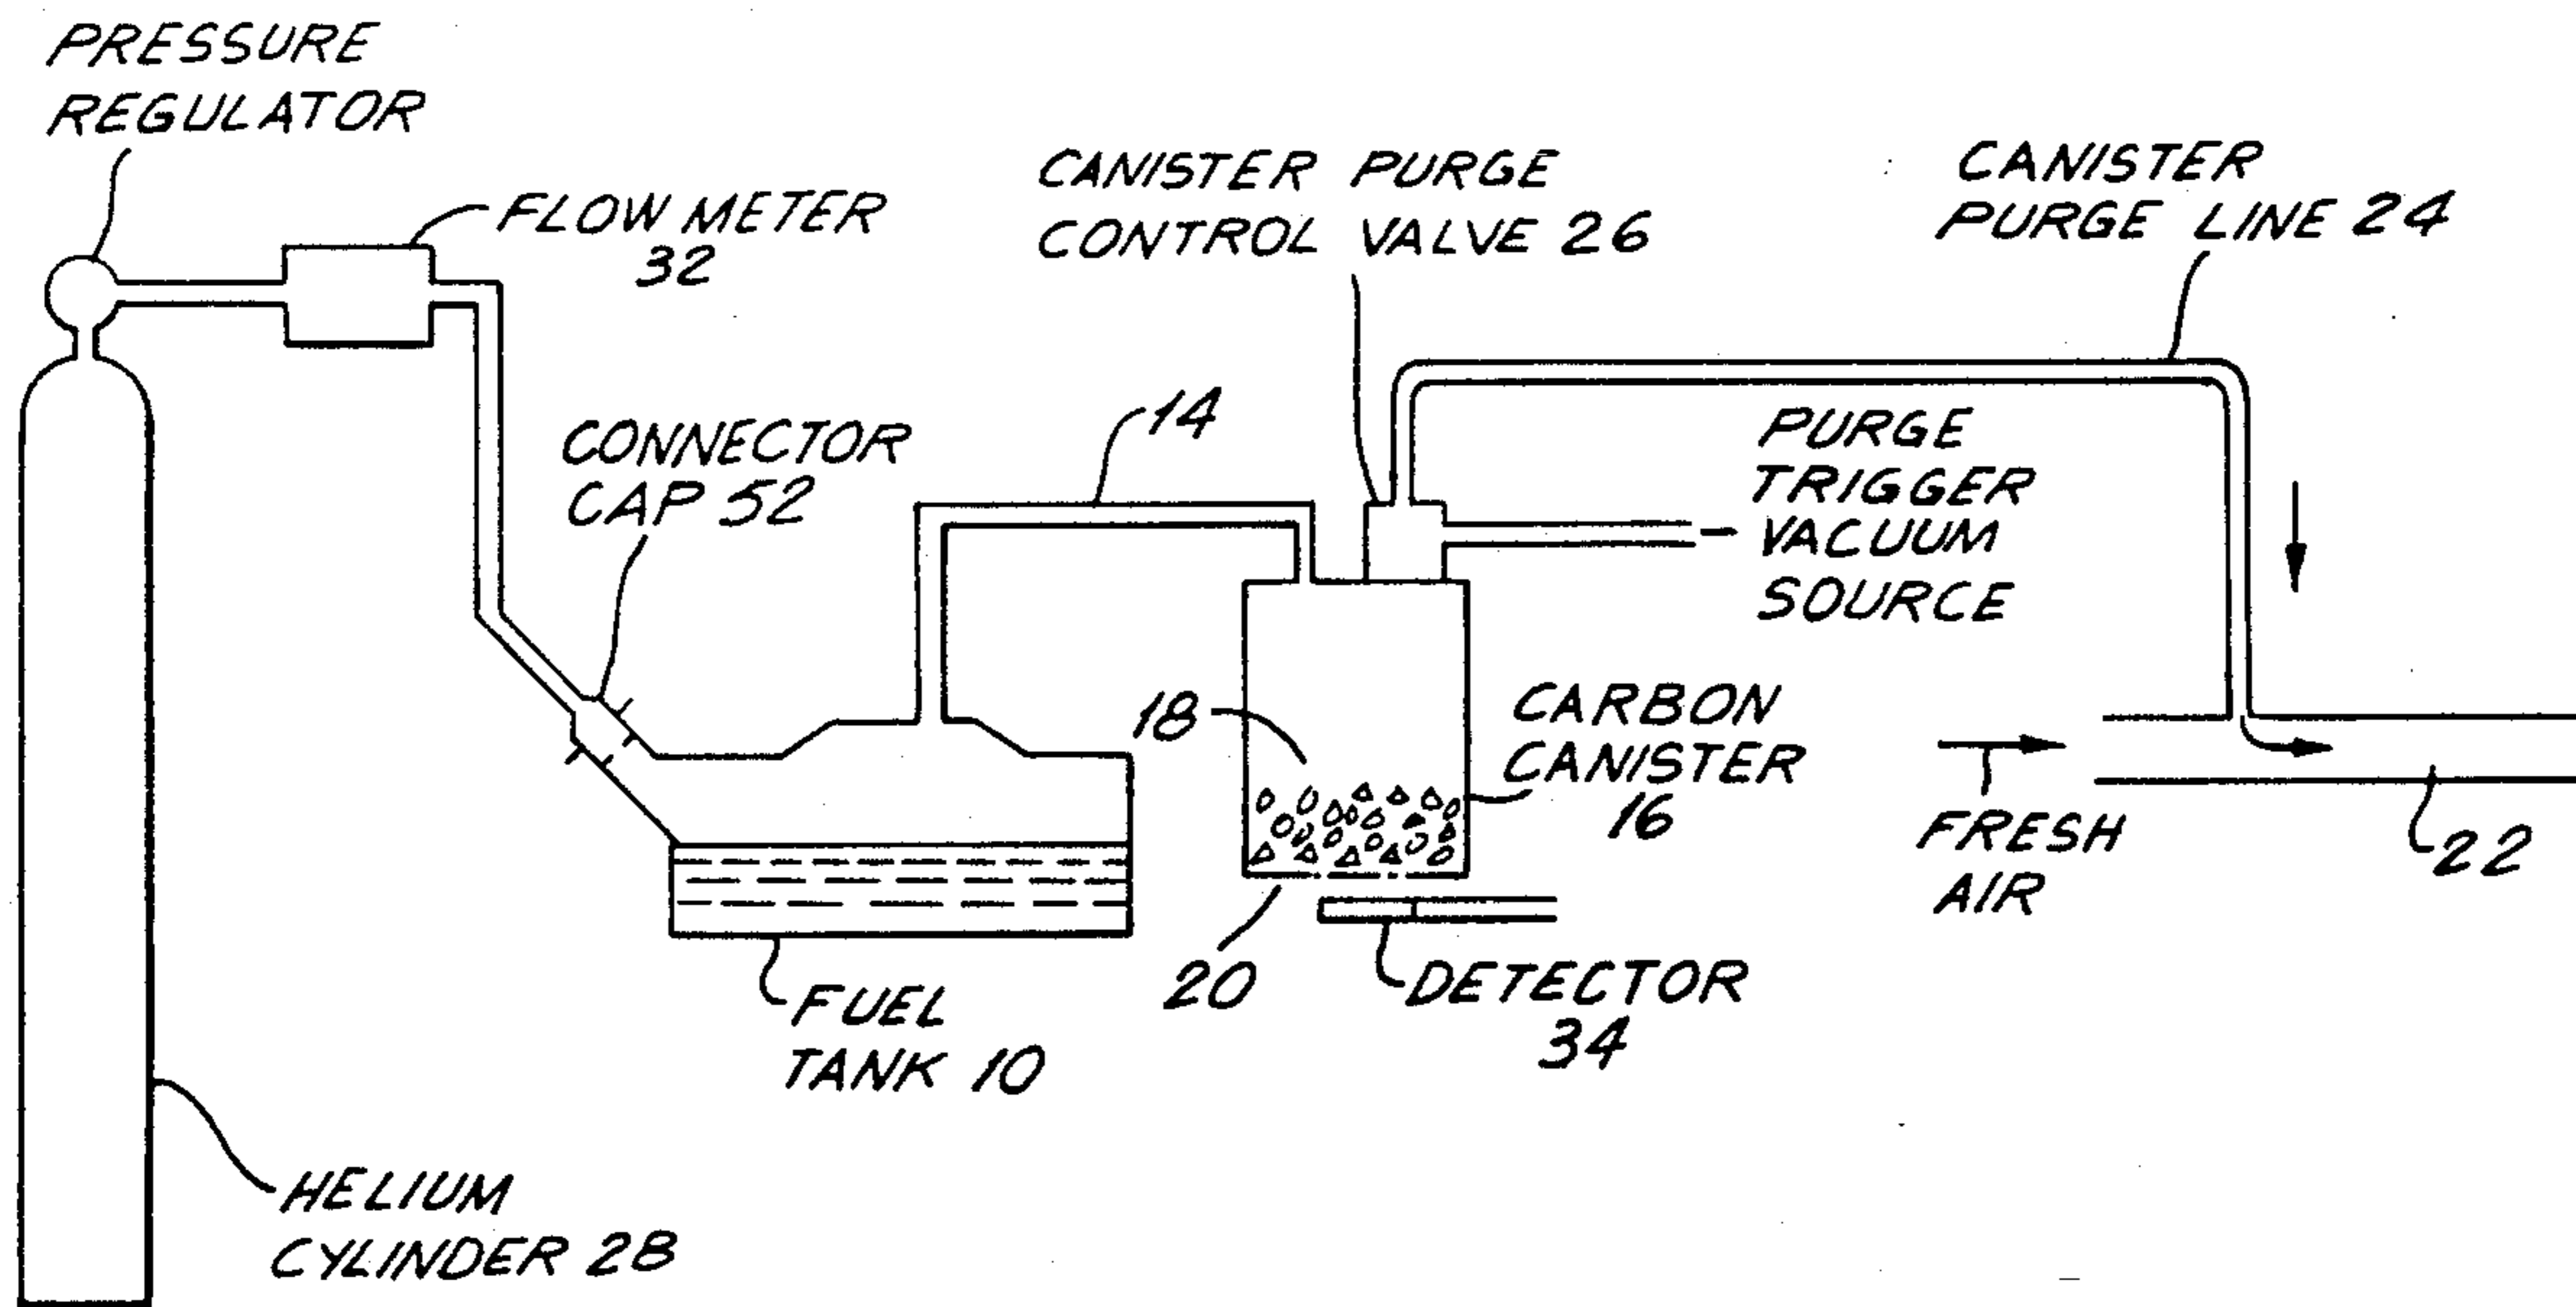 PRESSURE
REGULATOR
FLOW METER
32
CANISTER PURGE
CONTROL VALVE 26
CANISTER
PURGE LINE 24
CONNECTOR
CAP 52
14
PURGE
TRIGGER
VACUUM
SOURCE
18
CARBON
CANISTER
16
FRESH
AIR
22
20
DETECTOR
34
FUEL
TANK 10
HELIUM
CYLINDER 28